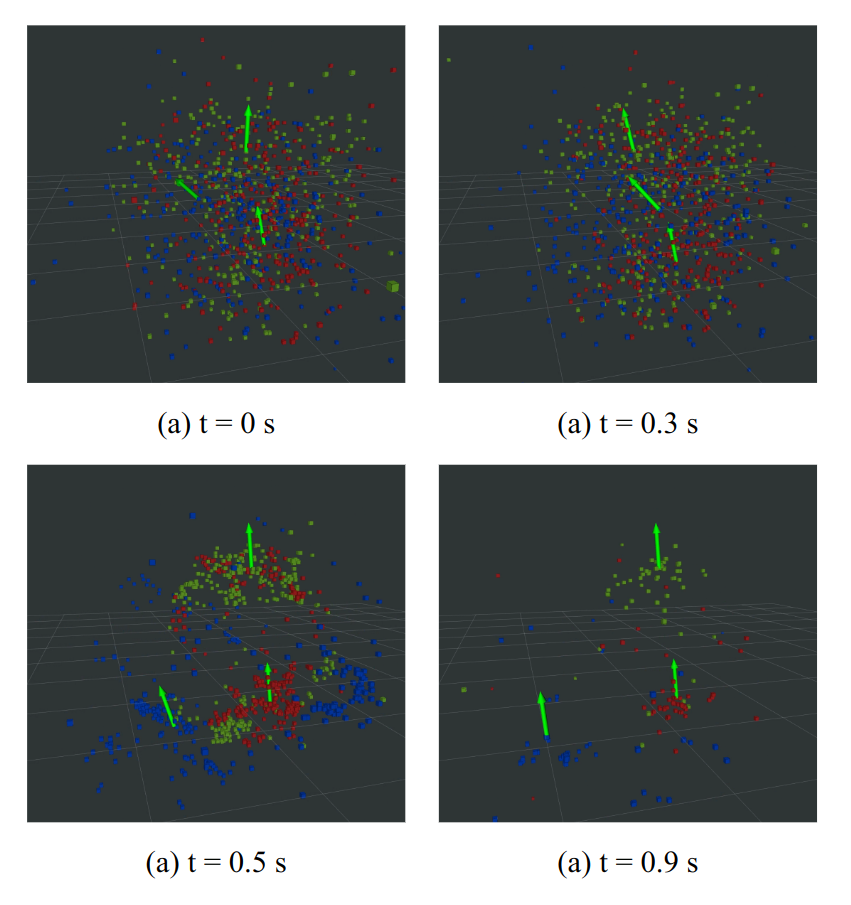 (a) t = 0 s
(a) t = 0.3 s
(a) t = 0.5 s
(a) t = 0.9 s